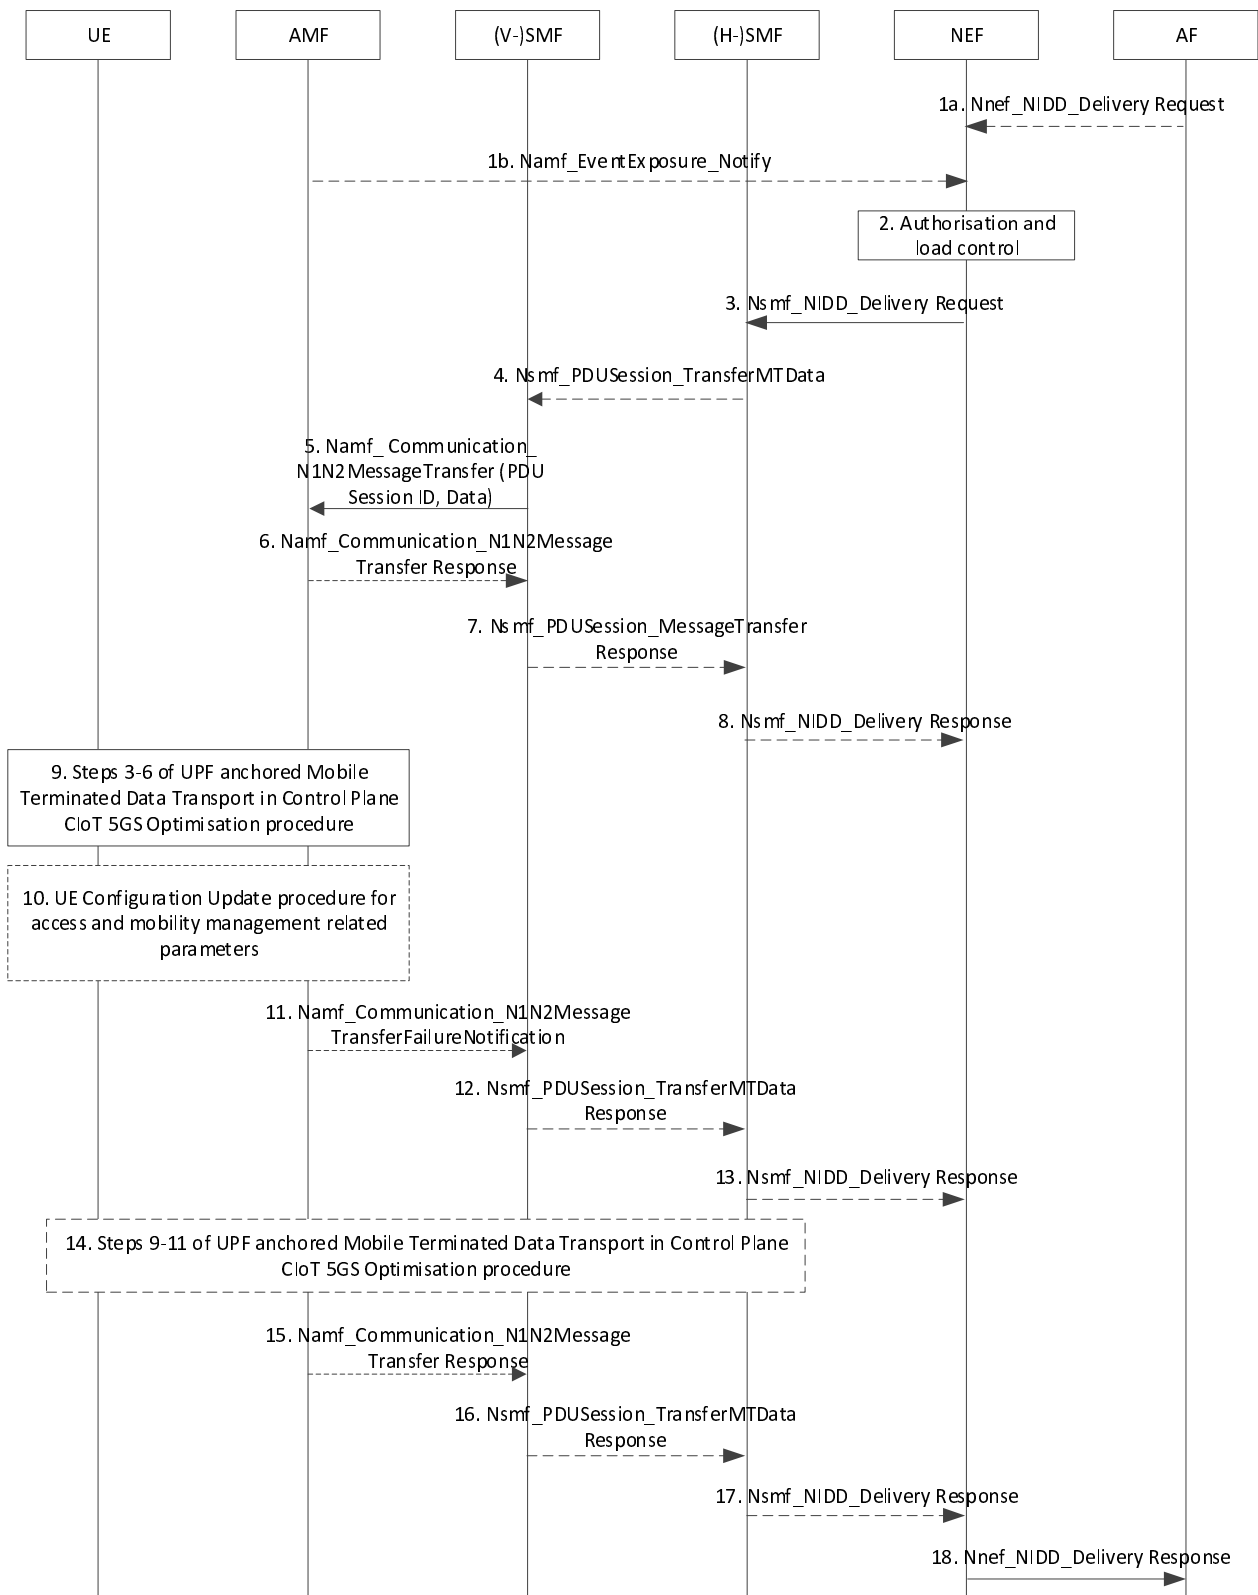 UE
AMF
(V-)SMF
(H-)SMF
NEF
AF
1a. Nnef_NIDD_Delivery Request
1b. Namf_EventExposure_Notify
2. Authorisation and
load control
3. Nsmf_NIDD_Delivery Request
4. Nsmf_PDUSession_TransferMTData
5. Namf_ Communication_
N1N2MessageTransfer (PDU
Session ID, Data)
6. Namf_Communication_N1N2Message
Transfer Response
7. Nsmf_PDUSession_MessageTransfer
Response
8. Nsmf_NIDD_Delivery Response
9. Steps 3-6 of UPF anchored Mobile
Terminated Data Transport in Control Plane
CIoT 5GS Optimisation procedure
10. UE Configuration Update procedure for
access and mobility management related
parameters
11. Namf_Communication_N1N2Message
TransferFailureNotification
12. Nsmf_PDUSession_TransferMTData
Response
13. Nsmf_NIDD_Delivery Response
14. Steps 9-11 of UPF anchored Mobile Terminated Data Transport in Control Plane
CIoT 5GS Optimisation procedure
15. Namf_Communication_N1N2Message
Transfer Response
16. Nsmf_PDUSession_TransferMTData
Response
17. Nsmf_NIDD_Delivery Response
18. Nnef_NIDD_Delivery Response